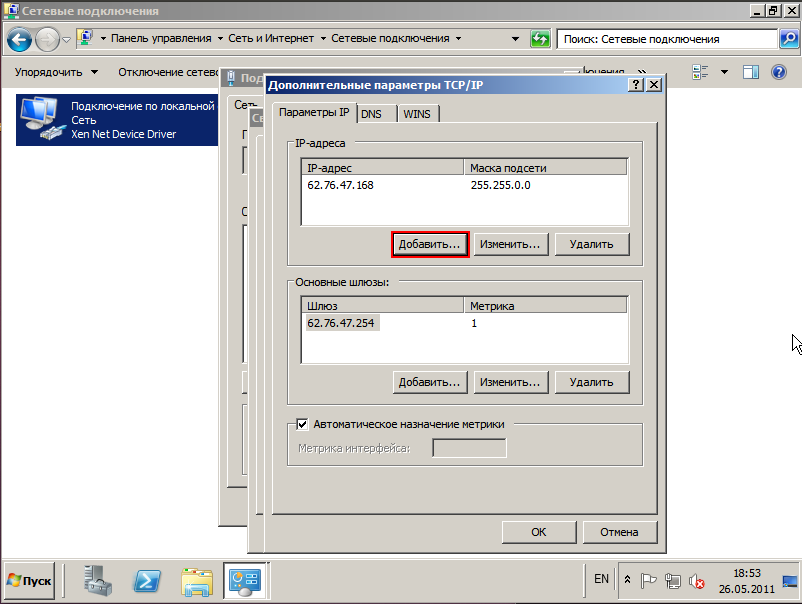 Сетевые подключения
Панель управления
Сеть и Интернет
Сетевые подключения
Поиск: Сетевые подключения
Упорядочить
Отключение сетево
Подключение по локальной
Сеть
Xen Net Device Driver
Под
Сеть
Дополнительные параметры TCP/IP
Параметры IP
DNS
WINS
IP-адреса
IP-адрес
Маска подсети
62.76.47.168
255.255.0.0
Добавить...
Изменить...
Удалить
Основные шлюзы:
Шлюз
Метрика
62.76.47.254
1
Добавить...
Изменить...
Удалить
Автоматическое назначение метрики
Метрика интерфейса:
OK
Отмена
Пуск
EN
18:53
26.05.2011